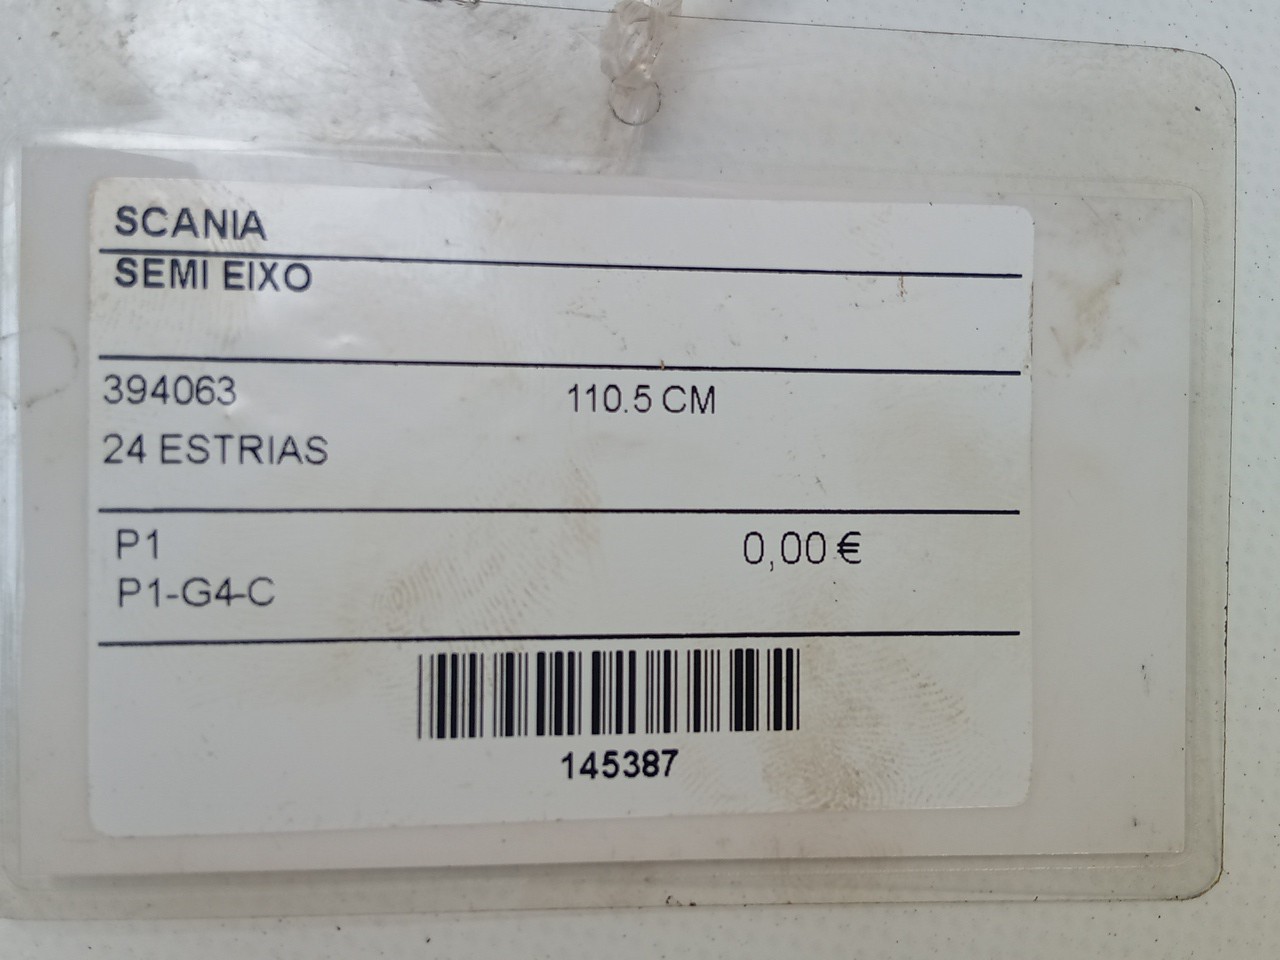 SCANIA
SEMI EIXO
394063 110.5 CM
24 ESTRIAS
P1 0,00€
P1-G4-C
145387